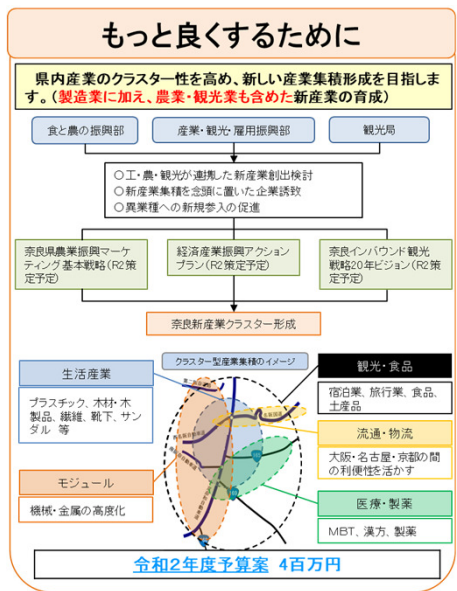 もっと良くするために
県内産業のクラスター性を高め、新しい産業集積形成を目指しま
す。（製造業に加え、農業・観光業も含めた新産業の育成）
食と農の振興部
産業・観光・雇用振興部
観光局
○工・農・観光が連携した新産業創出検討
○新産業集積を念頭に置いた企業誘致
○異業種への新規参入の促進
奈良県農業振興マーケ
ティング基本戦略（R2策
定予定）
経済産業振興アクション
プラン（R2策定予定）
奈良インバウンド観光
戦略20年ビジョン（R2策
定予定）
奈良新産業クラスター形成
クラスター型産業集積のイメージ
生活産業
プラスチック、木材・木
製品、繊維、靴下、サン
ダル 等
モジュール
機械・金属の高度化
観光・食品
宿泊業、旅行業、食品、
土産品
流通・物流
大阪・名古屋・京都の間
の利便性を活かす
医療・製薬
MBT、漢方、製薬
令和２年度予算案 4百万円